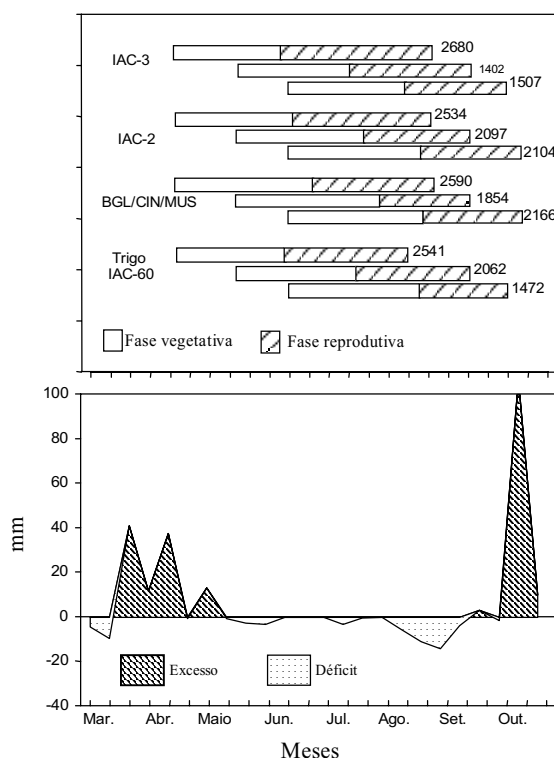 IAC-3
2680
1402
1507
IAC-2
2534
2097
2104
BGL/CIN/MUS
2590
1854
2166
Trigo
IAC-60
2541
2062
1472
Fase vegetativa
Fase reprodutiva
100
80
60
40
20
0
-20
-40
mm
Excesso
Déficit
Mar. Abr. Maio Jun. Jul. Ago. Set. Out.
Meses